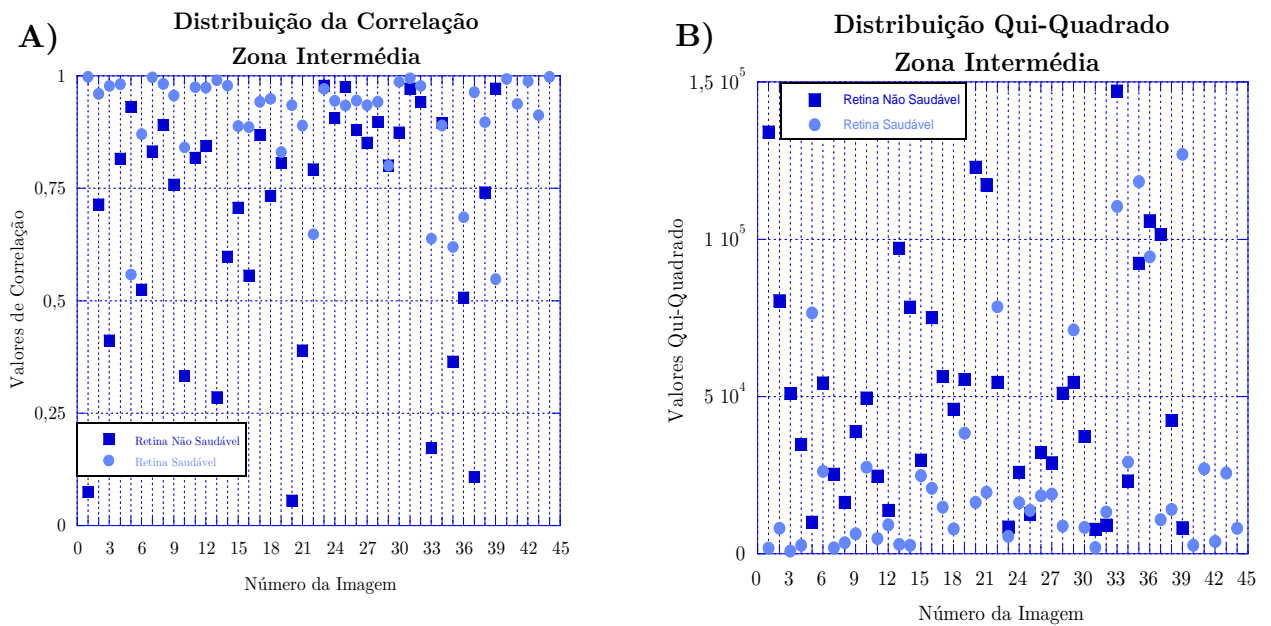 A)
Distribuição da Correlação
Zona Intermédia
Valores de Correlação
1
0,75
0,5
0,25
0
Retina Não Saudável
Retina Saudável
0 3 6 9 12 15 18 21 24 27 30 33 36 39 42 45
Número da Imagem
B)
Distribuição Qui-Quadrado
Zona Intermédia
Valores Qui-Quadrado
1,5 10^5
1 10^5
5 10^4
0
Retina Não Saudável
Retina Saudável
0 3 6 9 12 15 18 21 24 27 30 33 36 39 42 45
Número da Imagem